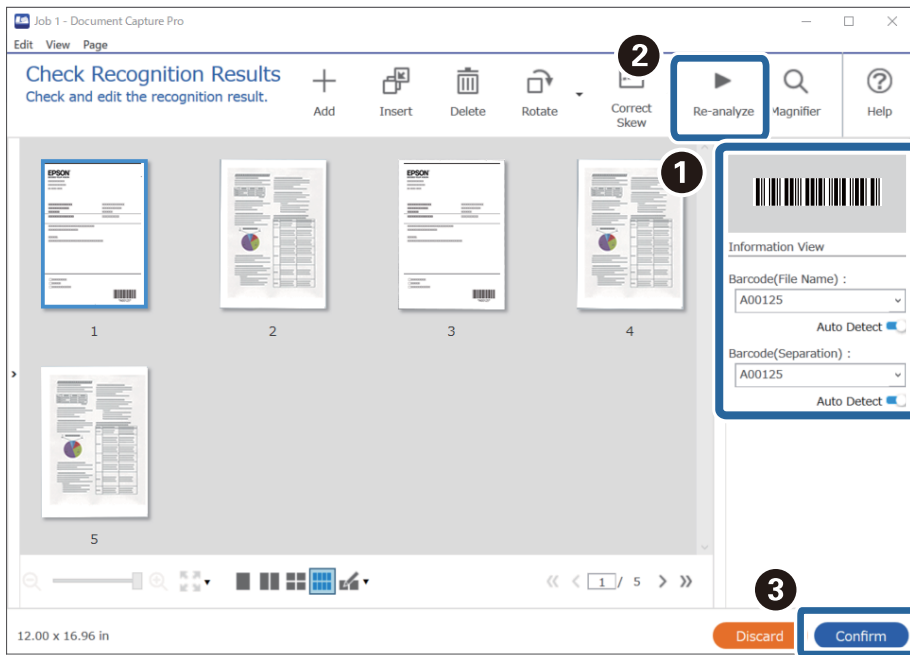 Job 1 - Document Capture Pro
Edit View Page
Check Recognition Results
Check and edit the recognition result.
Add
Insert
Delete
Rotate
Correct
Skew
2
Re-analyze
Magnifier
Help
1
EPSON
EPSON
1
2
3
4
5
Information View
Barcode(File Name) :
A00125
Auto Detect
Barcode(Separation) :
A00125
Auto Detect
1 / 5
3
12.00 x 16.96 in
Discard
Confirm